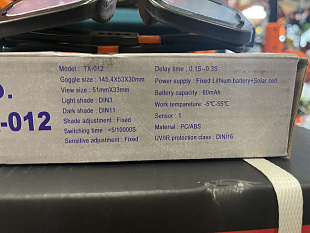 D.
-012
Model : TX-012
Goggle size : 145.4X53X30mm
View size : 51mmX33mm
Light shade : DIN3
Dark shade : DIN11
Shade adjustment : Fixed
Switching time : <5/10000S
Sensitive adjustment : Fixed
Delay time : 0.1S~0.3S
Power supply : Fixed Lithium battery+Solar cell
Battery capacity : 80mAh
Work temperature : -5℃-55℃
Sensor : 1
Material : PC/ABS
UV/IR protection class : DIN16